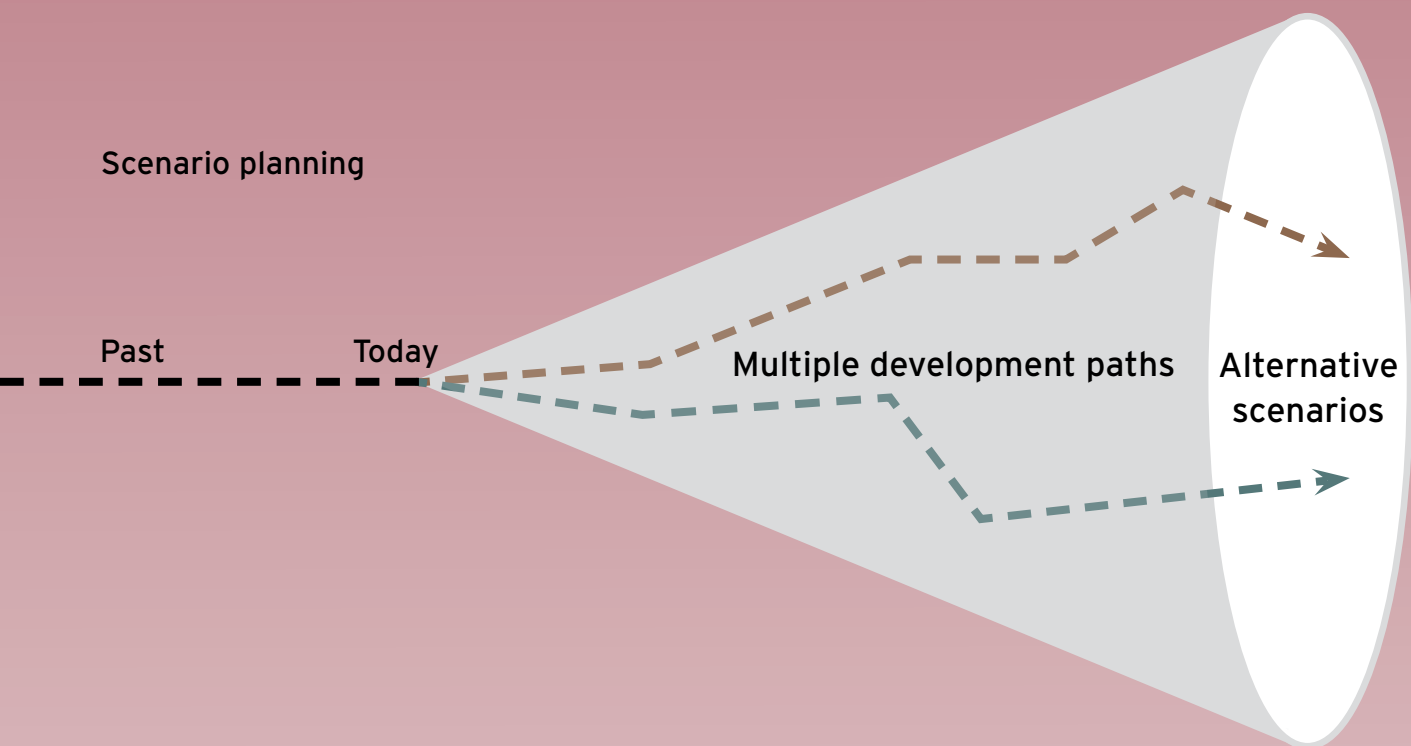 Scenario planning
Past
Today
Multiple development paths
Alternative
scenarios